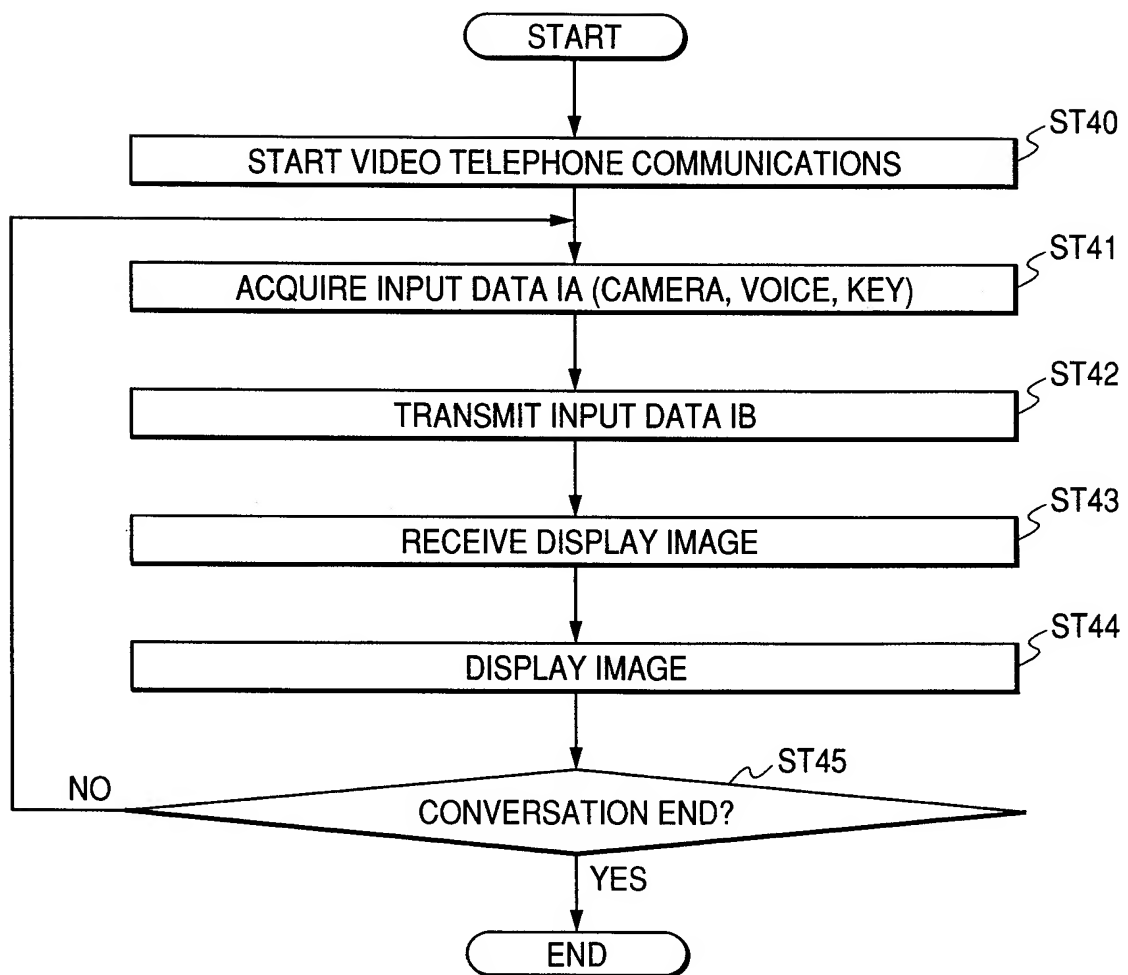 START
ST40
START VIDEO TELEPHONE COMMUNICATIONS
ST41
ACQUIRE INPUT DATA IA (CAMERA, VOICE, KEY)
ST42
TRANSMIT INPUT DATA IB
ST43
RECEIVE DISPLAY IMAGE
ST44
DISPLAY IMAGE
ST45
NO
CONVERSATION END?
YES
END